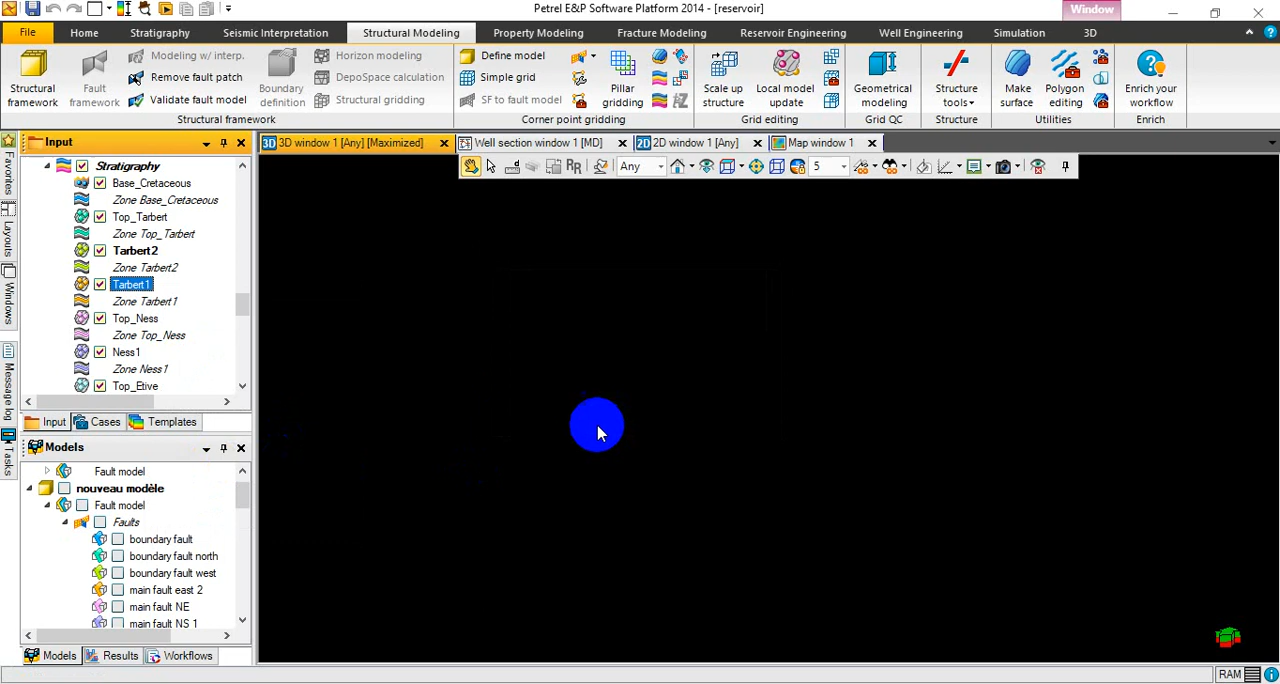 Petrel E&P Software Platform 2014 - [reservoir]
Window
File
Home
Stratigraphy
Seismic Interpretation
Structural Modeling
Property Modeling
Fracture Modeling
Reservoir Engineering
Well Engineering
Simulation
3D
Structural
framework
Fault
framework
Modeling w/ interp.
Remove fault patch
Validate fault model
Boundary
definition
Horizon modeling
DepoSpace calculation
Structural gridding
Structural framework
Define model
Simple grid
SF to fault model
Pillar
gridding
Corner point gridding
Scale up
structure
Local model
update
Grid editing
Geometrical
modeling
Grid QC
Structure
tools
Structure
Make
surface
Polygon
editing
Utilities
Enrich your
workflow
Enrich
Favorites
Layouts
Windows
Message log
Tasks
Input
Stratigraphy
Base_Cretaceous
Zone Base_Cretaceous
Top_Tarbert
Zone Top_Tarbert
Tarbert2
Zone Tarbert2
Tarbert1
Zone Tarbert1
Top_Ness
Zone Top_Ness
Ness1
Zone Ness1
Top_Etive
Input
Cases
Templates
Models
Fault model
nouveau modèle
Fault model
Faults
boundary fault
boundary fault north
boundary fault west
main fault east 2
main fault NE
main fault NS 1
Models
Results
Workflows
3D 3D window 1 [Any] [Maximized]
Well section window 1 [MD]
2D 2D window 1 [Any]
Map window 1
Any
5
RAM